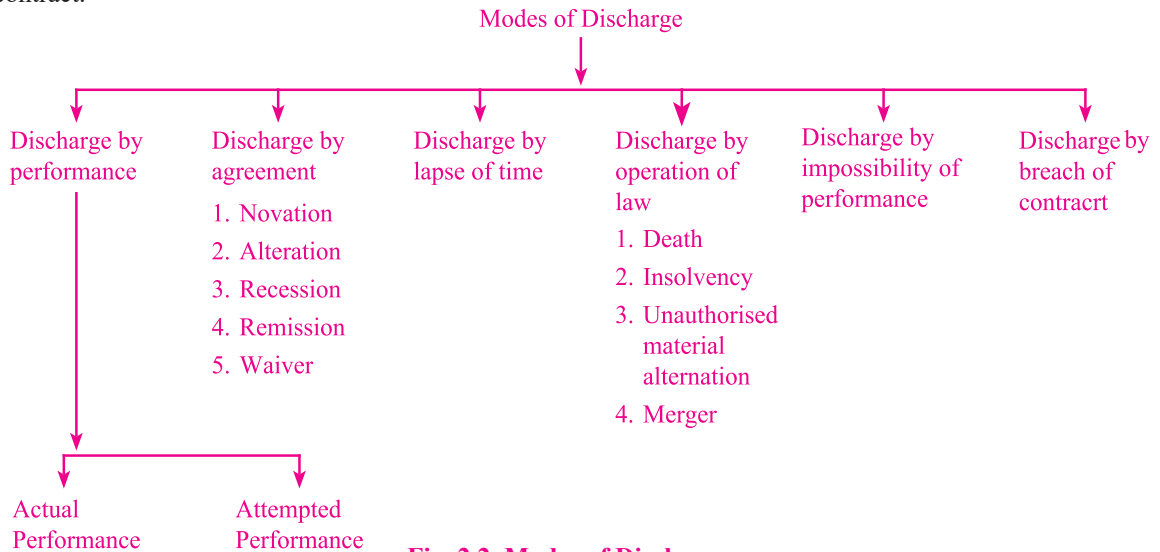 Modes of Discharge
Discharge by
performance
Discharge by
agreement
1. Novation
2. Alteration
3. Recession
4. Remission
5. Waiver
Discharge by
lapse of time
Discharge by
operation of
law
1. Death
2. Insolvency
3. Unauthorised
material
alternation
4. Merger
Discharge by
impossibility of
performance
Discharge by
breach of
contracrt
Actual
Performance
Attempted
Performance